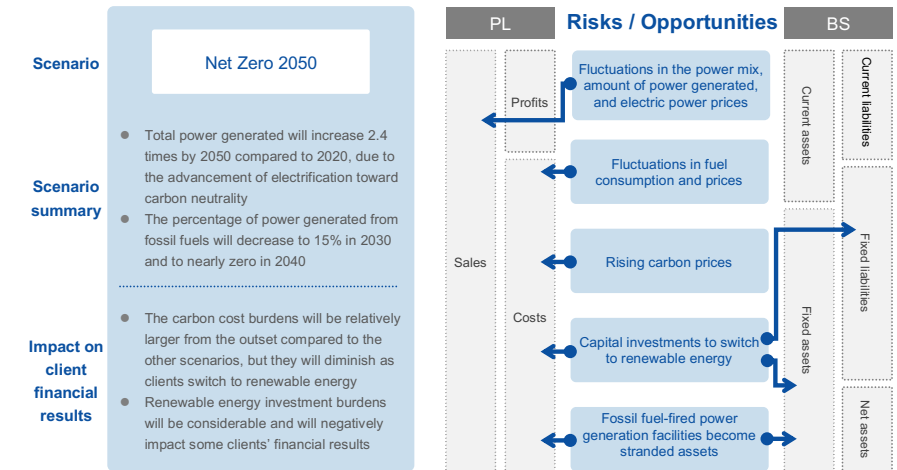 Scenario
Net Zero 2050
Scenario
summary
● Total power generated will increase 2.4
times by 2050 compared to 2020, due to
the advancement of electrification toward
carbon neutrality
● The percentage of power generated from
fossil fuels will decrease to 15% in 2030
and to nearly zero in 2040
Impact on
client
financial
results
● The carbon cost burdens will be relatively
larger from the outset compared to the
other scenarios, but they will diminish as
clients switch to renewable energy
● Renewable energy investment burdens
will be considerable and will negatively
impact some clients' financial results
PL
Risks / Opportunities
BS
Sales
Profits
Costs
Fluctuations in the power mix,
amount of power generated,
and electric power prices
Fluctuations in fuel
consumption and prices
Rising carbon prices
Capital investments to switch
to renewable energy
Fossil fuel-fired power
generation facilities become
stranded assets
Current assets
Fixed assets
Current liabilities
Fixed liabilities
Net assets